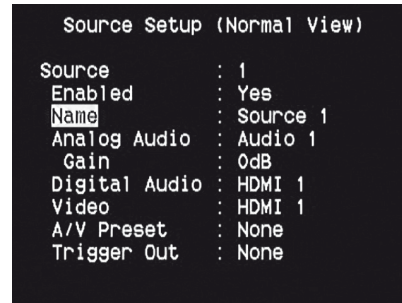 Source Setup (Normal View)
Source : 1
Enabled : Yes
Name : Source 1
Analog Audio : Audio 1
Gain : 0dB
Digital Audio : HDMI 1
Video : HDMI 1
A/V Preset : None
Trigger Out : None